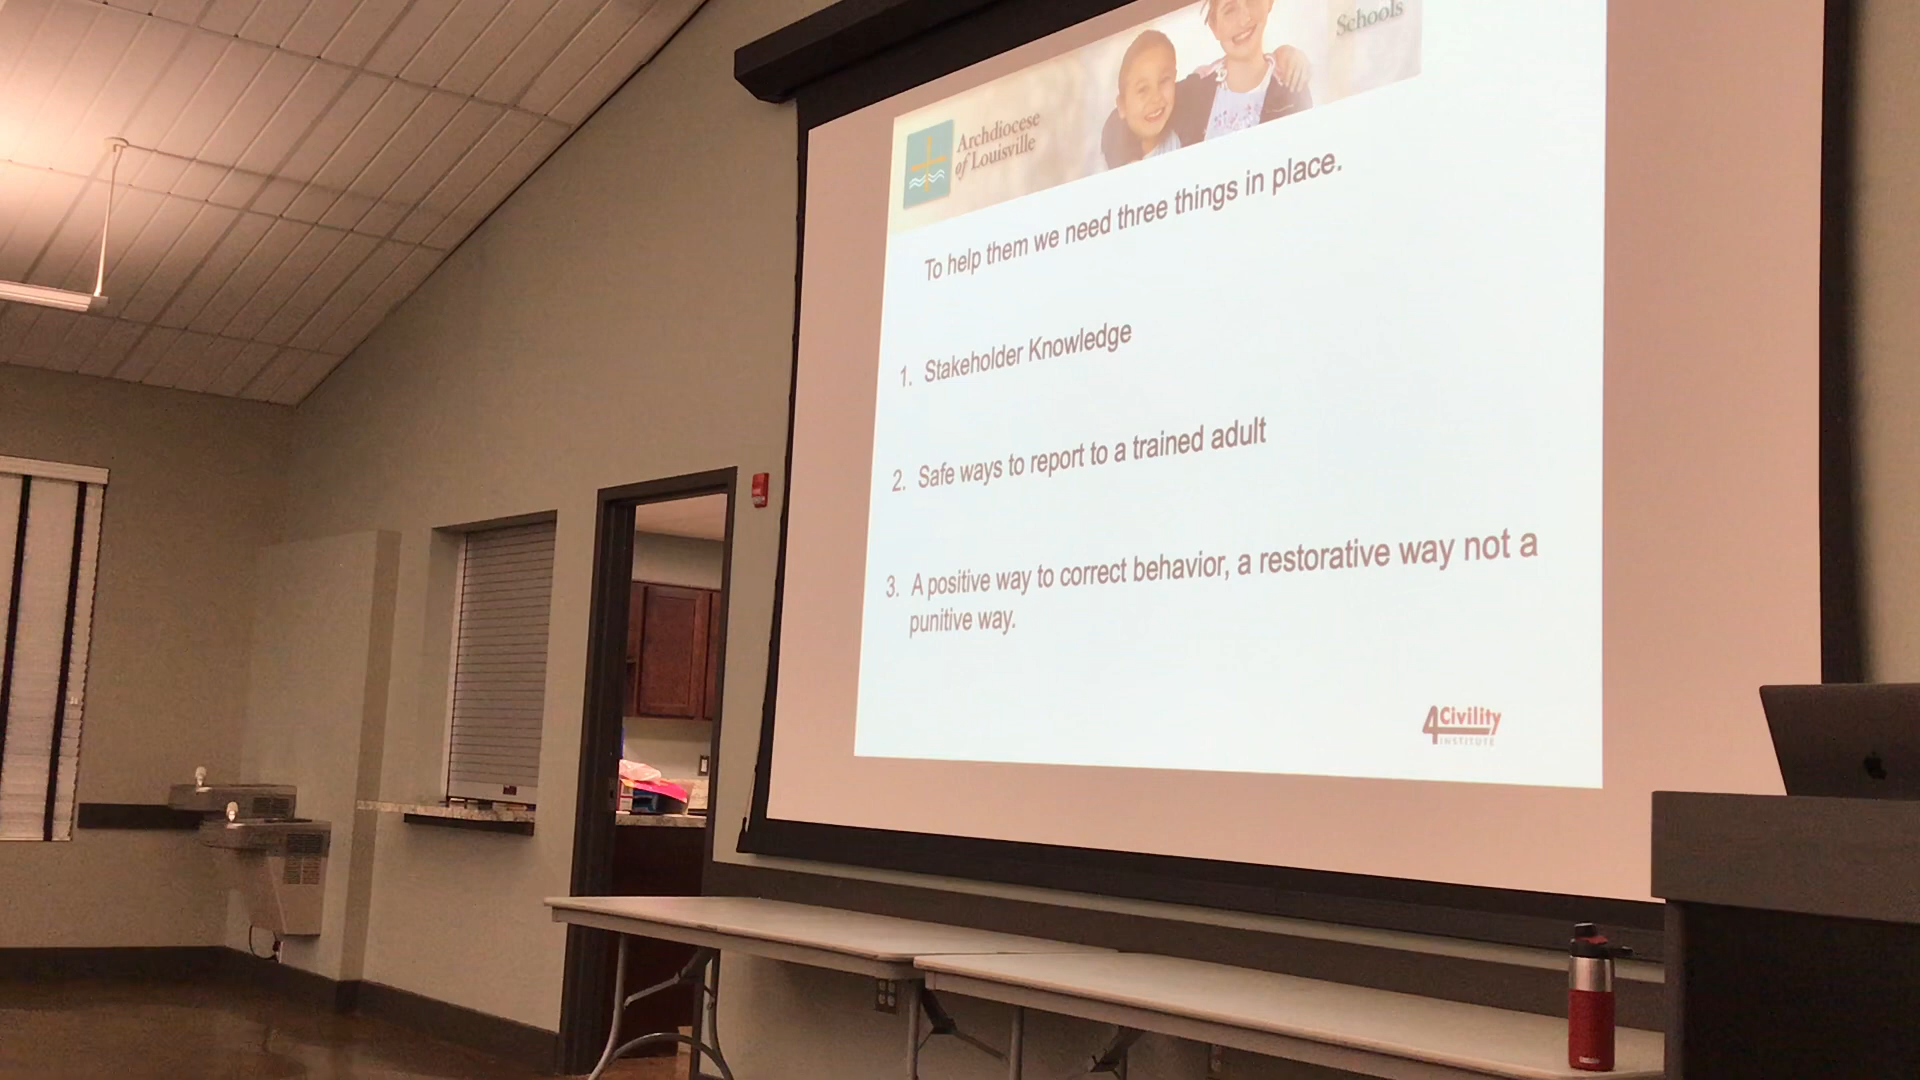 Schools
Archdiocese
of Louisville
To help them we need three things in place.
1. Stakeholder Knowledge
2. Safe ways to report to a trained adult
3. A positive way to correct behavior, a restorative way not a
punitive way.
4Civility
INSTITUTE